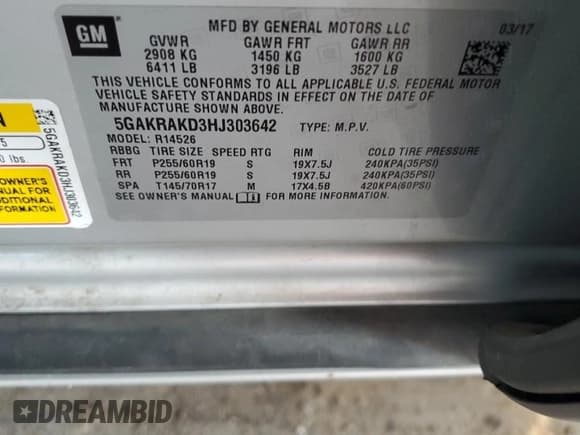 GM
MFD BY GENERAL MOTORS LLC
03/17
GVWR GAWR FRT GAWR RR
2908 KG 1450 KG 1600 KG
6411 LB 3196 LB 3527 LB
THIS VEHICLE CONFORMS TO ALL APPLICABLE U.S. FEDERAL MOTOR
VEHICLE SAFETY STANDARDS IN EFFECT ON THE DATE OF
MANUFACTURE SHOWN ABOVE.
5GAKRAKD3HJ303642 TYPE: M.P.V.
MODEL: R14526
RBBG TIRE SIZE SPEED RTG RIM COLD TIRE PRESSURE
FRT P255/60R19 S 19X7.5J 240KPA(35PSI)
RR P255/60R19 S 19X7.5J 240KPA(35PSI)
SPA T145/70R17 M 17X4.5B 420KPA(60PSI)
SEE OWNER'S MANUAL FOR MORE INFORMATION.
N
5
0 lbs.
OWNER'S
MANUAL FOR
ADDITIONAL
INFORMATION
5GAKRAKD3HJ303642
DREAMBID